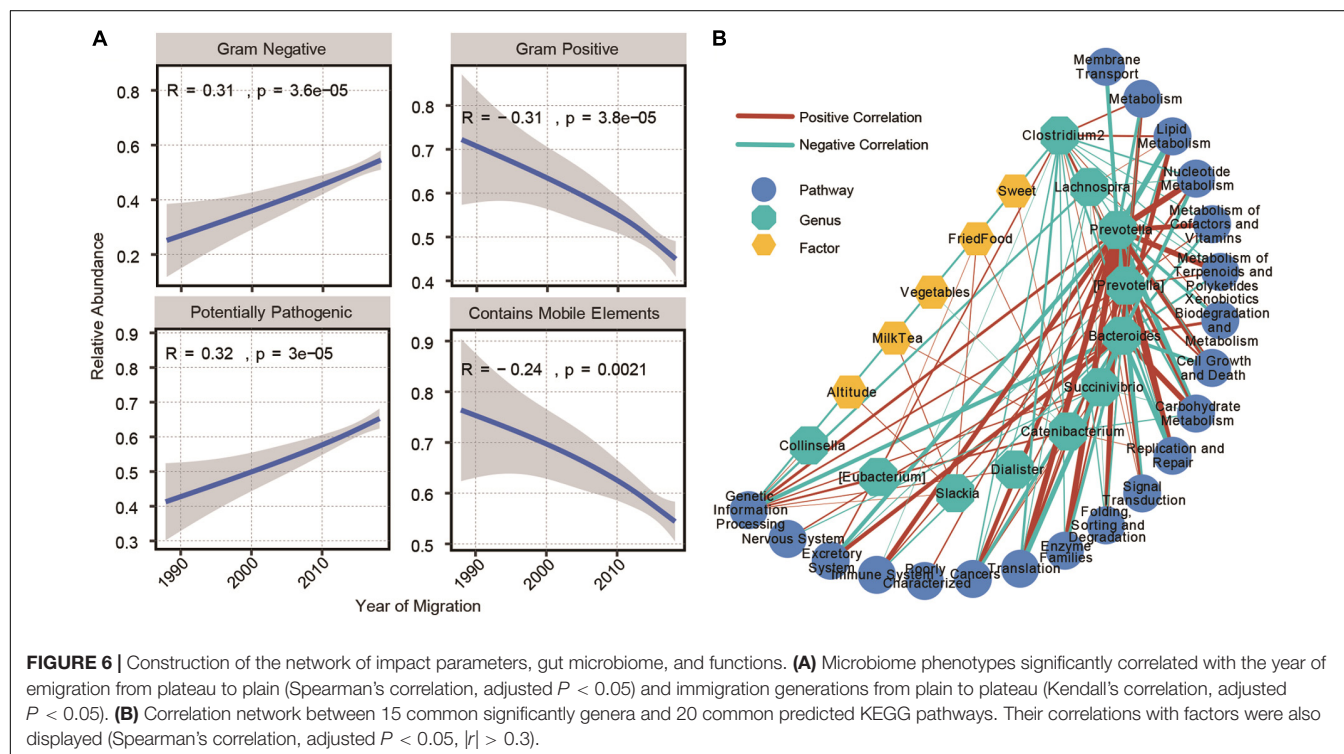 A
Gram Negative
R = 0.31 , p = 3.6e−05
0.8
0.6
0.4
0.2
Gram Positive
R = −0.31 , p = 3.8e−05
0.8
0.7
0.6
0.5
0.4
Potentially Pathogenic
R = 0.32 , p = 3e−05
0.9
0.8
0.7
0.6
0.5
0.4
0.3
Contains Mobile Elements
R = −0.24 , p = 0.0021
0.9
0.8
0.7
0.6
0.5
Relative Abundance
1990
2000
2010
1990
2000
2010
Year of Migration
B
Positive Correlation
Negative Correlation
Pathway
Genus
Factor
Membrane
Transport
Metabolism
Lipid
Metabolism
Nucleotide
Metabolism
Metabolism of
Cofactors and
Vitamins
Metabolism of
Terpenoids and
Polyketides
Xenobiotics
Biodegradation and
Metabolism
Cell Growth
and Death
Carbohydrate
Metabolism
Replication and
Repair
Signal
Transduction
Folding,
Sorting and
Degradation
Enzyme
Families
Translation
Cancers
Poorly
Characterized
Immune System
Excretory
System
Nervous System
Genetic
Information
Processing
Clostridium2
Lachnospira
Prevotella
[Prevotella]
Bacteroides
Succinivibrio
Catenibacterium
Dialister
Slackia
[Eubacterium]
Collinsella
Sweet
FriedFood
Vegetables
MilkTea
Altitude
FIGURE 6 | Construction of the network of impact parameters, gut microbiome, and functions. (A) Microbiome phenotypes significantly correlated with the year of
emigration from plateau to plain (Spearman's correlation, adjusted P < 0.05) and immigration generations from plain to plateau (Kendall's correlation, adjusted
P < 0.05). (B) Correlation network between 15 common significantly genera and 20 common predicted KEGG pathways. Their correlations with factors were also
displayed (Spearman's correlation, adjusted P < 0.05, |r| > 0.3).